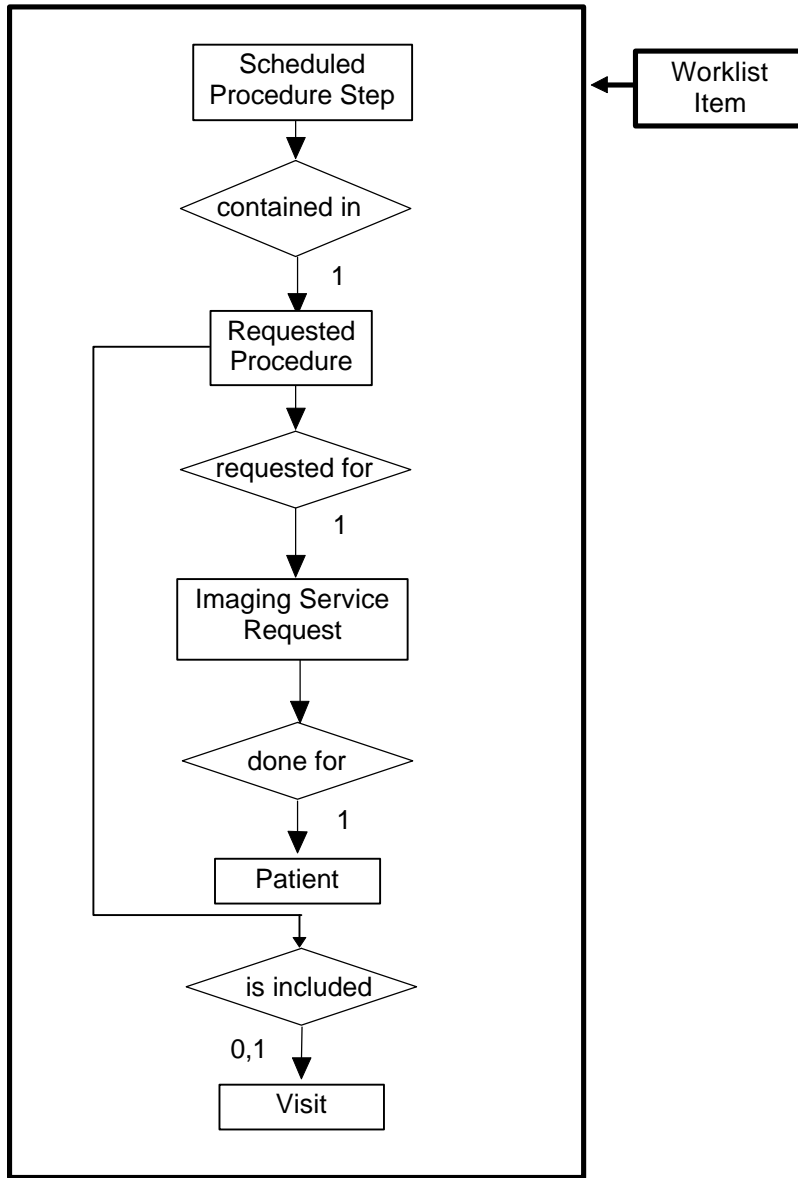 Scheduled
Procedure Step
Worklist
Item
contained in
1
Requested
Procedure
requested for
1
Imaging Service
Request
done for
1
Patient
is included
0,1
Visit